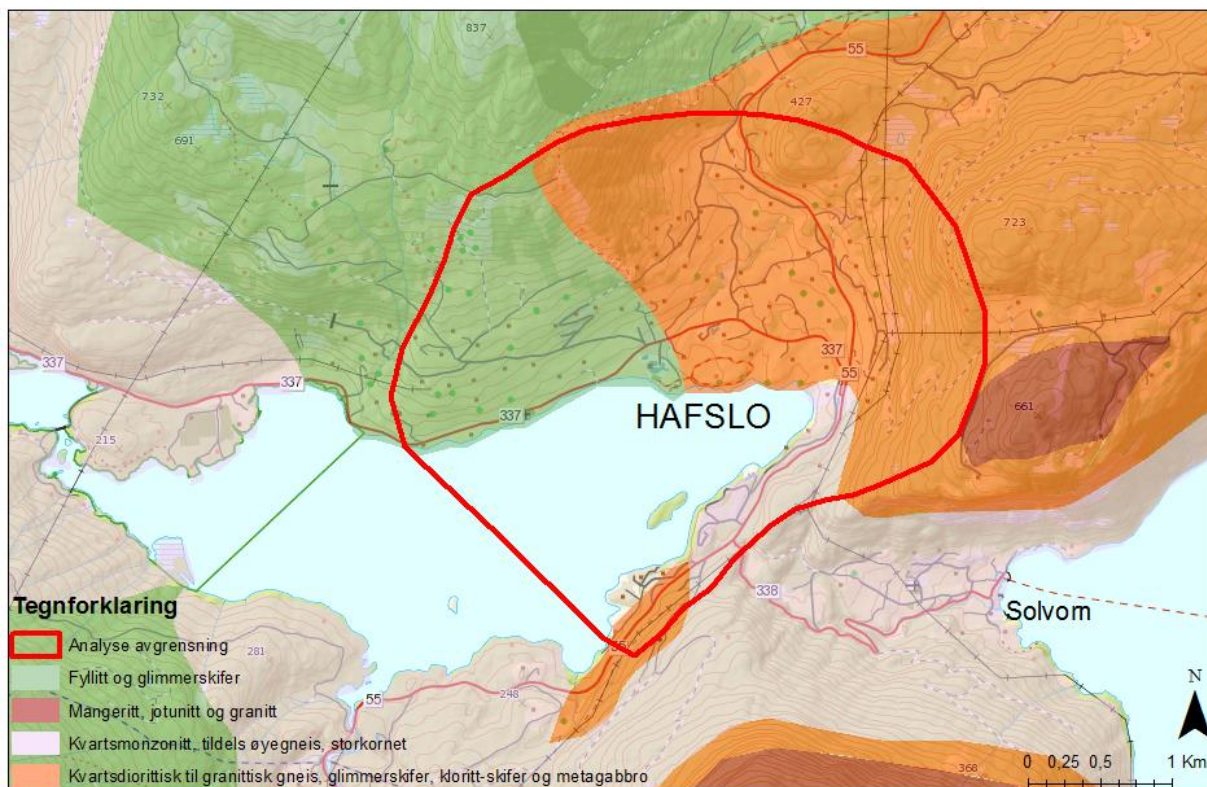 837
55
732
427
691
723
337
337
337
55
661
337
HAFSLO
215
338
Solvorn
Tegnforklaring
281
55
Analyse avgrensning
Fyllitt og glimmerskifer
55
248
Mangeritt, jotunitt og granitt
Kvartsmonzonitt, tildels øyegneis, storkornet
Kvartsdiorittisk til granittisk gneis, glimmerskifer, kloritt-skifer og metagabbro
368
N
0 0,25 0,5 1 Km